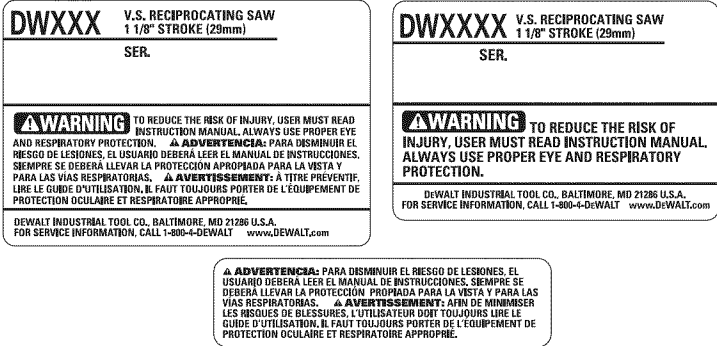 DWXXX V.S. RECIPROCATING SAW
1 1/8" STROKE (29mm)
SER.
WARNING TO REDUCE THE RISK OF INJURY, USER MUST READ
INSTRUCTION MANUAL. ALWAYS USE PROPER EYE
AND RESPIRATORY PROTECTION. ADVERTENCIA: PARA DISMINUIR EL
RIESGO DE LESIONES, EL USUARIO DEBERÁ LEER EL MANUAL DE INSTRUCCIONES.
SIEMPRE SE DEBERÁ LLEVAR LA PROTECCIÓN APROPIADA PARA LA VISTA Y
PARA LAS VÍAS RESPIRATORIAS. AVERTISSEMENT: À TITRE PRÉVENTIF,
LIRE LE GUIDE D'UTILISATION. IL FAUT TOUJOURS PORTER DE L'ÉQUIPEMENT DE
PROTECTION OCULAIRE ET RESPIRATOIRE APPROPRIÉ.
DEWALT INDUSTRIAL TOOL CO., BALTIMORE, MD 21286 U.S.A.
FOR SERVICE INFORMATION, CALL 1-800-4-DEWALT www.DEWALT.com
DWXXXX V.S. RECIPROCATING SAW
1 1/8" STROKE (29mm)
SER.
WARNING TO REDUCE THE RISK OF
INJURY, USER MUST READ INSTRUCTION MANUAL.
ALWAYS USE PROPER EYE AND RESPIRATORY
PROTECTION.
DEWALT INDUSTRIAL TOOL CO., BALTIMORE, MD 21286 U.S.A.
FOR SERVICE INFORMATION, CALL 1-800-4-DEWALT www.DEWALT.com
ADVERTENCIA: PARA DISMINUIR EL RIESGO DE LESIONES, EL
USUARIO DEBERÁ LEER EL MANUAL DE INSTRUCCIONES. SIEMPRE SE
DEBERÁ LLEVAR LA PROTECCIÓN PROPIADA PARA LA VISTA Y PARA LAS
VÍAS RESPIRATORIAS. AVERTISSEMENT: AFIN DE MINIMISER
LES RISQUES DE BLESSURES, L'UTILISATEUR DOIT TOUJOURS LIRE LE
GUIDE D'UTILISATION. IL FAUT TOUJOURS PORTER DE L'ÉQUIPEMENT DE
PROTECTION OCULAIRE ET RESPIRATOIRE APPROPRIÉ.